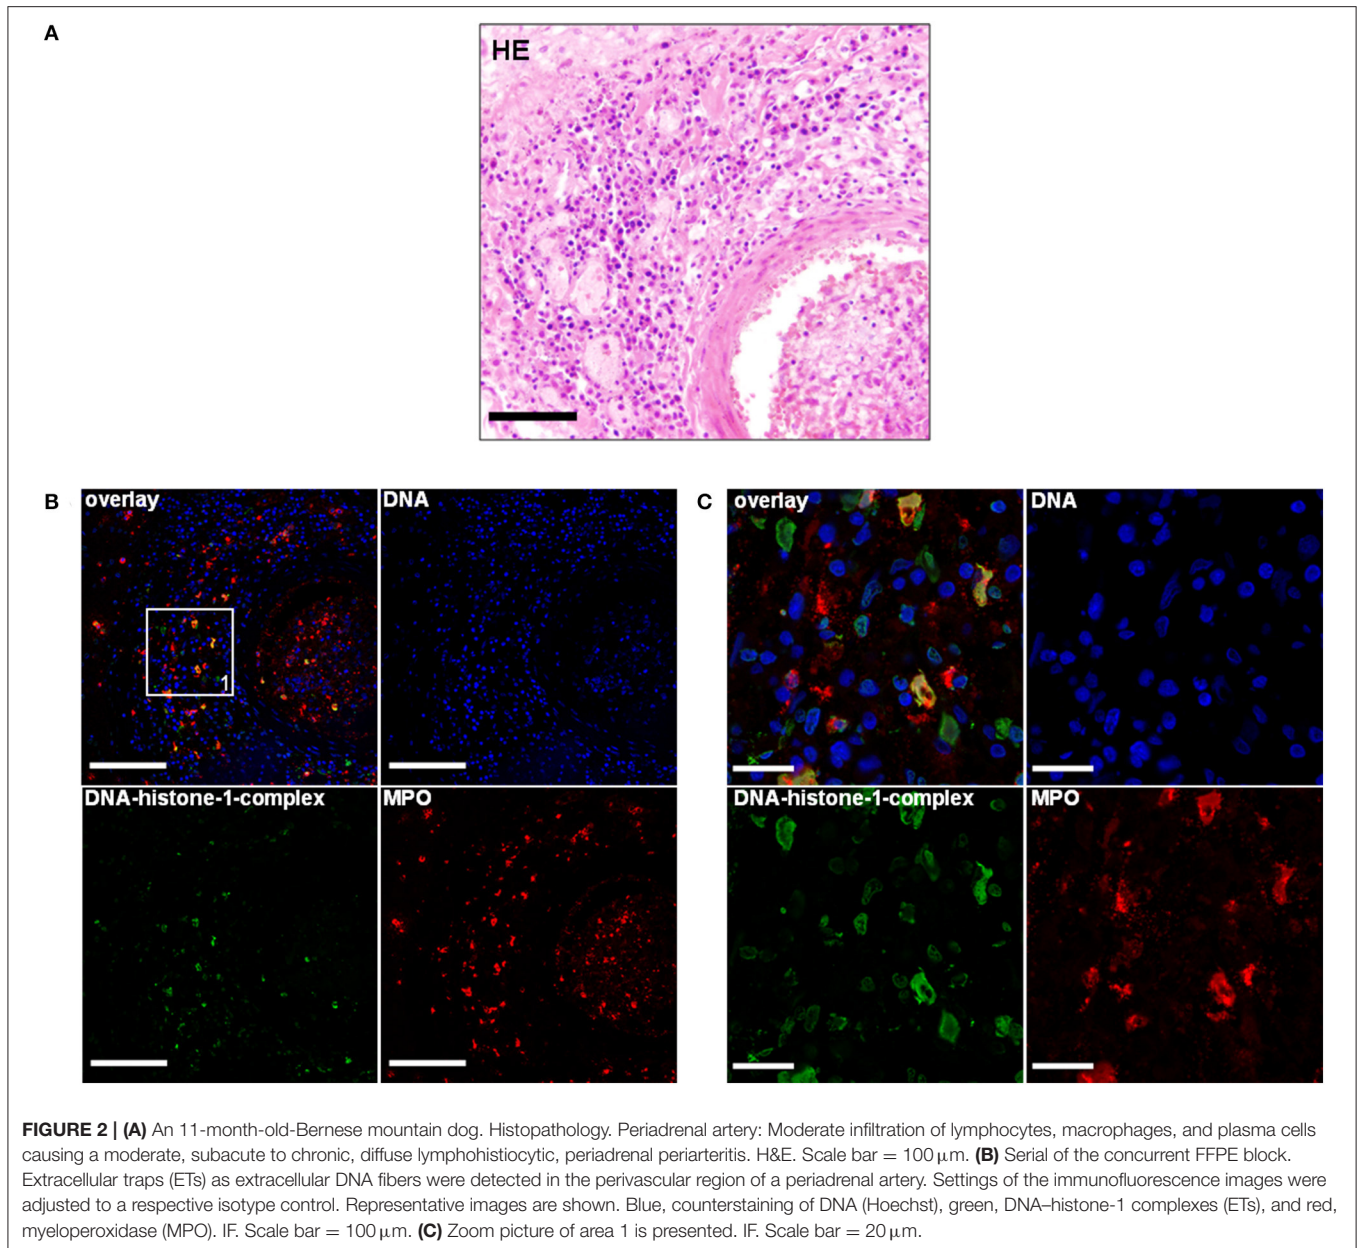 A
HE
B
overlay
DNA
1
DNA-histone-1-complex
MPO
C
overlay
DNA
DNA-histone-1-complex
MPO
FIGURE 2 | (A) An 11-month-old-Bernese mountain dog. Histopathology. Periadrenal artery: Moderate infiltration of lymphocytes, macrophages, and plasma cells
causing a moderate, subacute to chronic, diffuse lymphohistiocytic, periadrenal periarteritis. H&E. Scale bar = 100 μm. (B) Serial of the concurrent FFPE block.
Extracellular traps (ETs) as extracellular DNA fibers were detected in the perivascular region of a periadrenal artery. Settings of the immunofluorescence images were
adjusted to a respective isotype control. Representative images are shown. Blue, counterstaining of DNA (Hoechst), green, DNA–histone-1 complexes (ETs), and red,
myeloperoxidase (MPO). IF. Scale bar = 100 μm. (C) Zoom picture of area 1 is presented. IF. Scale bar = 20 μm.